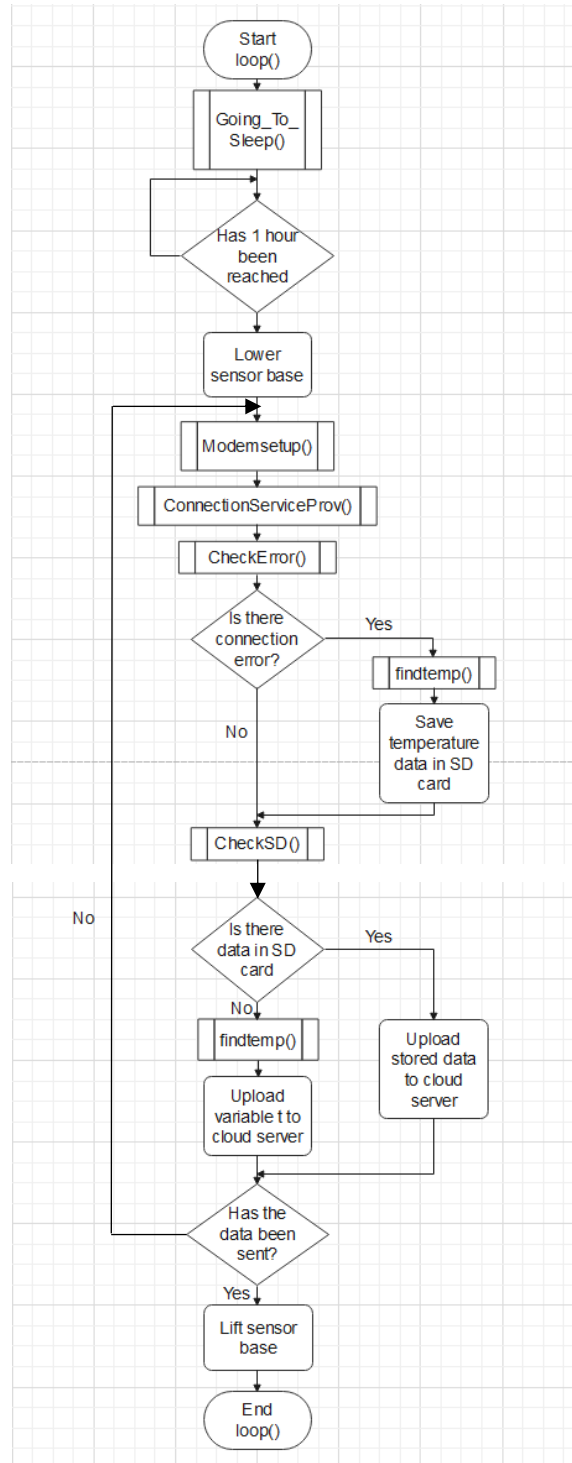 Start
loop()
Going_To_
Sleep()
Has 1 hour
been
reached
Lower
sensor base
Modemsetup()
ConnectionServiceProv()
CheckError()
Is there
connection
error?
Yes
findtemp()
Save
temperature
data in SD
card
No
CheckSD()
No
Is there
data in SD
card
Yes
No
findtemp()
Upload
stored data
to cloud
server
Upload
variable t to
cloud server
Has the
data been
sent?
Yes
Lift sensor
base
End
loop()